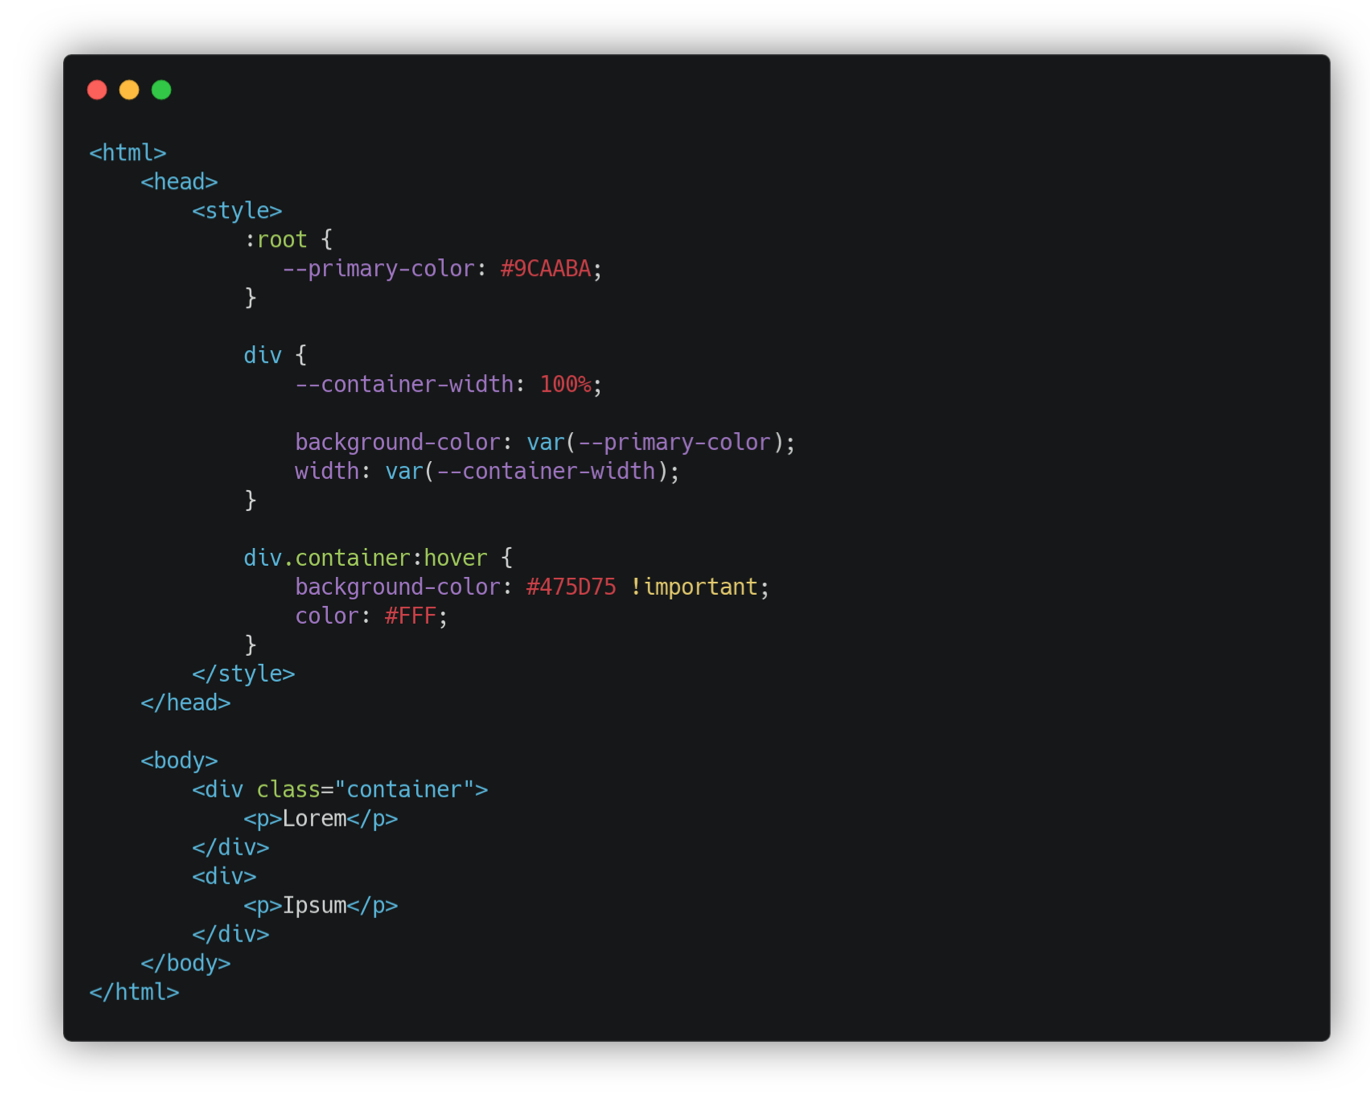 <html>
    <head>
        <style>
            :root {
               --primary-color: #9CAABA;
            }

            div {
                --container-width: 100%;

                background-color: var(--primary-color);
                width: var(--container-width);
            }

            div.container:hover {
                background-color: #475D75 !important;
                color: #FFF;
            }
        </style>
    </head>

    <body>
        <div class="container">
            <p>Lorem</p>
        </div>
        <div>
            <p>Ipsum</p>
        </div>
    </body>
</html>